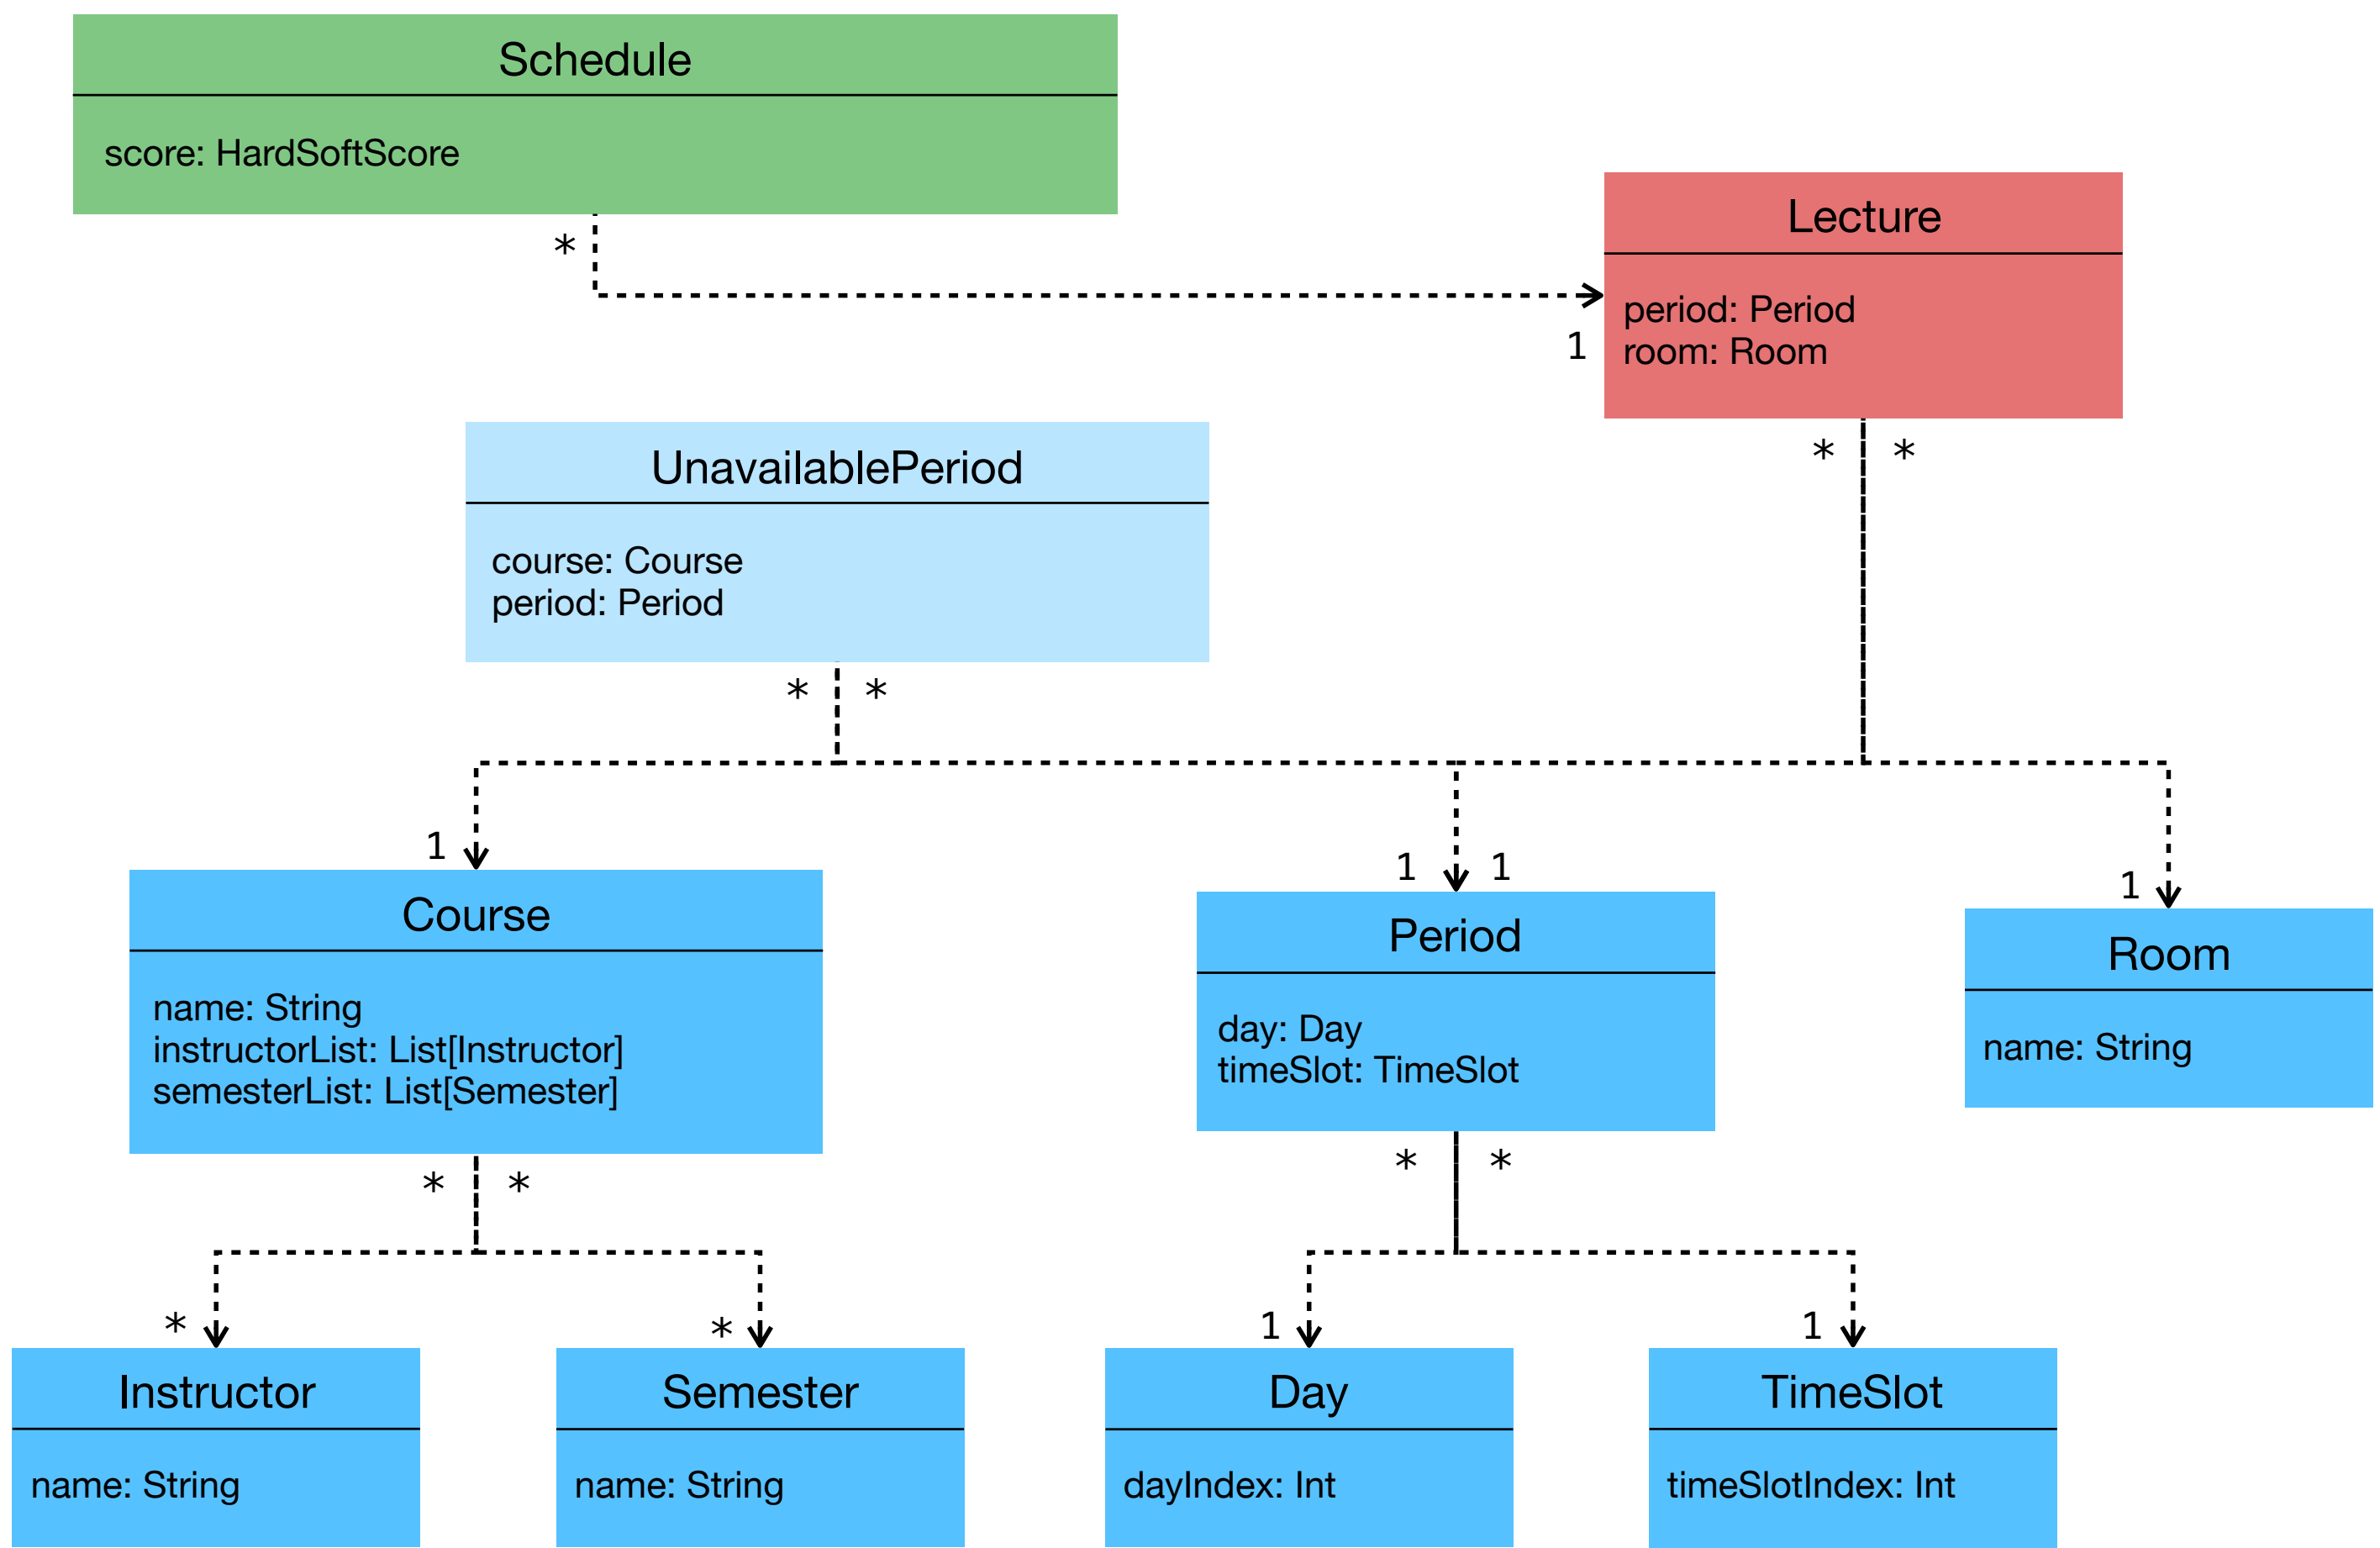 Schedule
score: HardSoftScore
*
1
Lecture
period: Period
room: Room
* *
UnavailablePeriod
course: Course
period: Period
* *
1
1 1
1
Course
name: String
instructorList: List[Instructor]
semesterList: List[Semester]
* *
Period
day: Day
timeSlot: TimeSlot
* *
Room
name: String
*
*
1
1
Instructor
name: String
Semester
name: String
Day
dayIndex: Int
TimeSlot
timeSlotIndex: Int